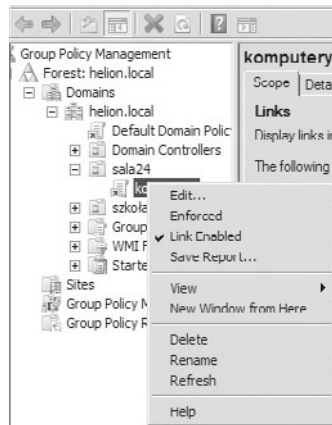 Group Policy Management
Forest: helion.local
Domains
helion.local
Default Domain Polic
Domain Controllers
sala24
ko
szkoła
Group
WMI F
Starte
Sites
Group Policy M
Group Policy R
komputery
Scope Deta
Links
Display links i
The following
Edit...
Enforced
Link Enabled
Save Report...
View
New Window from Here
Delete
Rename
Refresh
Help